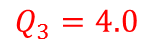 Q₃ = 4.0